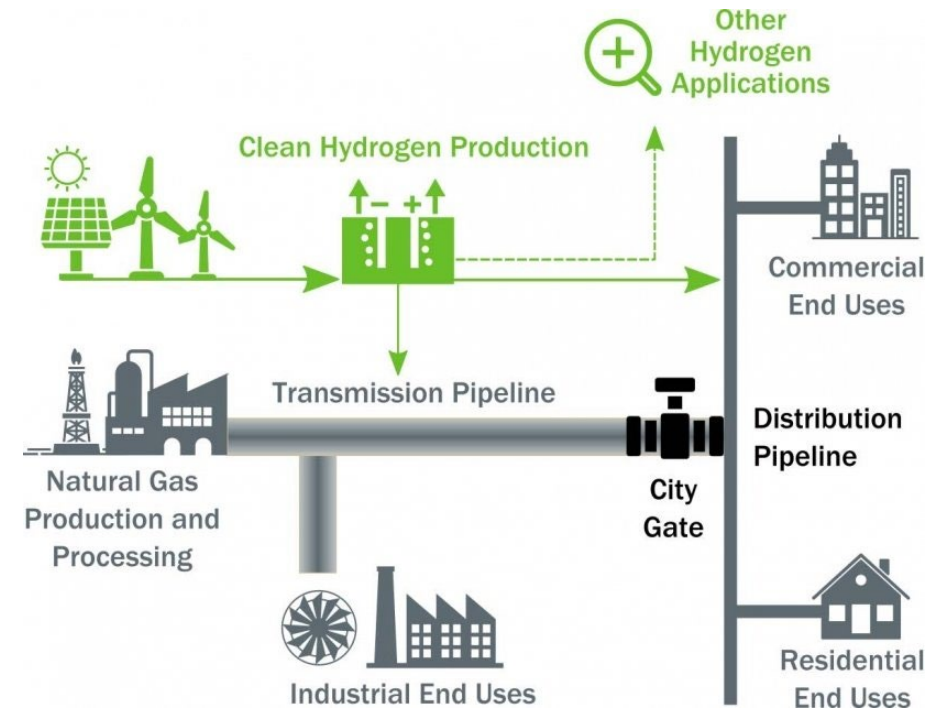 Other
Hydrogen
Applications
Clean Hydrogen Production
- +
Commercial
End Uses
Transmission Pipeline
Distribution
Pipeline
City
Gate
Natural Gas
Production and
Processing
Industrial End Uses
Residential
End Uses